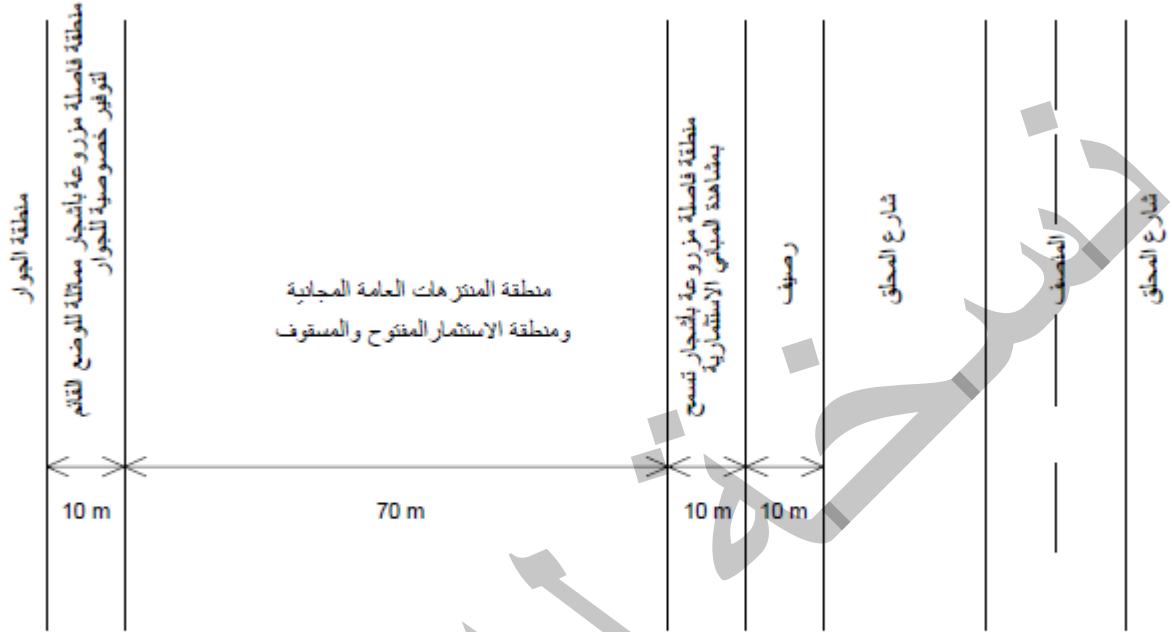 منطقة الجوار
منطقة فاصلة مزروعة بأشجار مماثلة للوضع القائم
لتوفير خصوصية للجوار
منطقة المنتزهات العامة المجانية
ومنطقة الاستثمار المفتوح والمسقوف
منطقة فاصلة مزروعة بأشجار تسمح
بمشاهدة المباني الاستثمارية
رصيف
شارع المحلق
المنصف
شارع المحلق
10 m
70 m
10 m
10 m